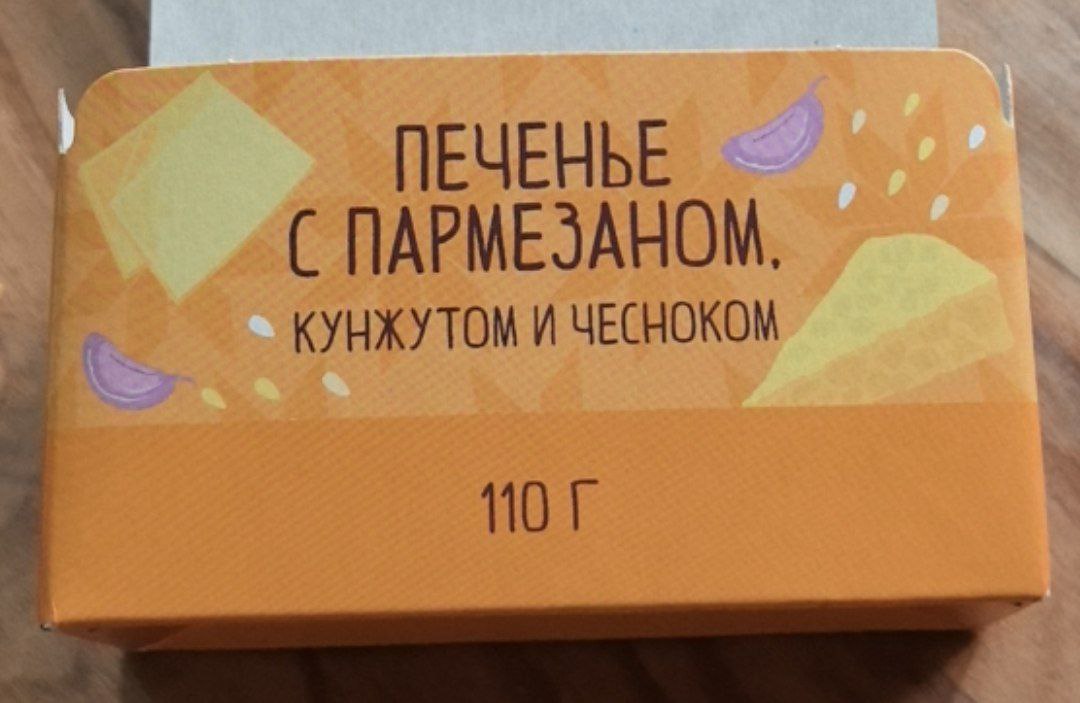 ПЕЧЕНЬЕ
С ПАРМЕЗАНОМ,
КУНЖУТОМ И ЧЕСНОКОМ
110 Г